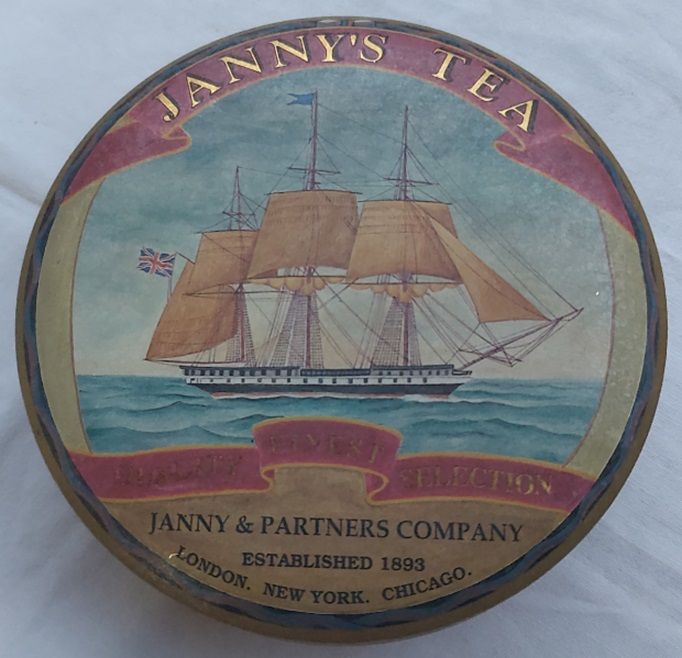 JANNY'S TEA
QUALITY FINEST SELECTION
JANNY & PARTNERS COMPANY
ESTABLISHED 1893
LONDON. NEW YORK. CHICAGO.